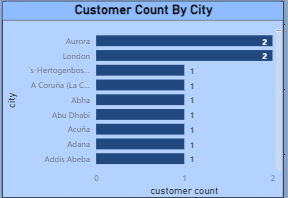 Customer Count By City
city
Aurora 2
London 2
's-Hertogenbos... 1
A Coruña (La C... 1
Abha 1
Abu Dhabi 1
Acuña 1
Adana 1
Addis Abeba 1
0 1 2
customer count